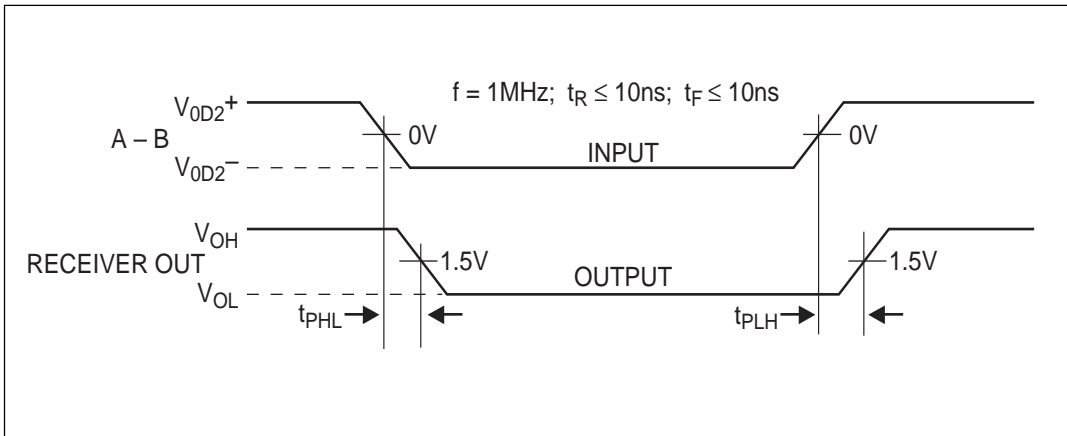 f = 1MHz; tR ≤ 10ns; tF ≤ 10ns
V0D2+
A – B
0V
0V
INPUT
V0D2–
VOH
RECEIVER OUT
1.5V
1.5V
OUTPUT
VOL
tPHL
tPLH